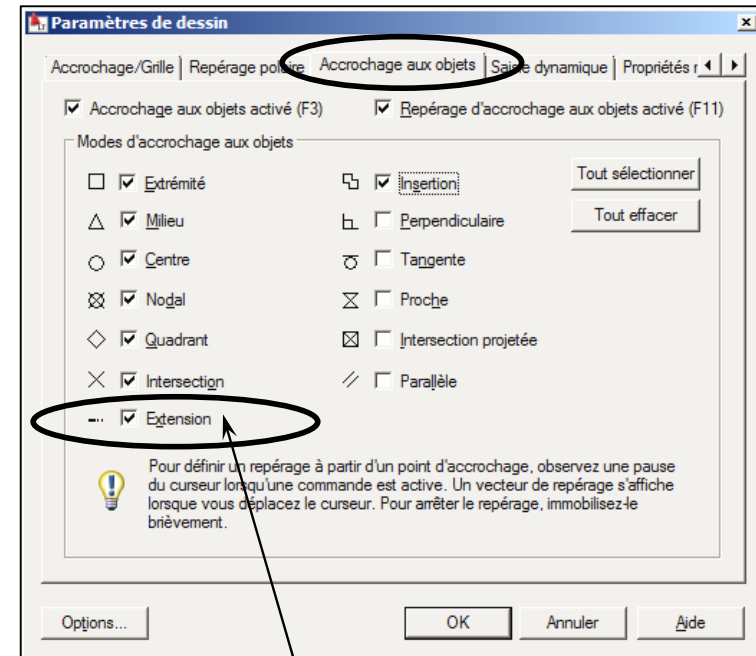 Paramètres de dessin
Accrochage/Grille Repérage polaire Accrochage aux objets Saisie dynamique Propriétés r
Accrochage aux objets activé (F3) Repérage d'accrochage aux objets activé (F11)
Modes d'accrochage aux objets
Extrémité Insertion Tout sélectionner
Milieu Perpendiculaire Tout effacer
Centre Tangente
Nodal Proche
Quadrant Intersection projetée
Intersection Parallèle
Extension
Pour définir un repérage à partir d'un point d'accrochage, observez une pause
du curseur lorsqu'une commande est active. Un vecteur de repérage s'affiche
lorsque vous déplacez le curseur. Pour arrêter le repérage, immobilisez-le
brièvement.
Options... OK Annuler Aide